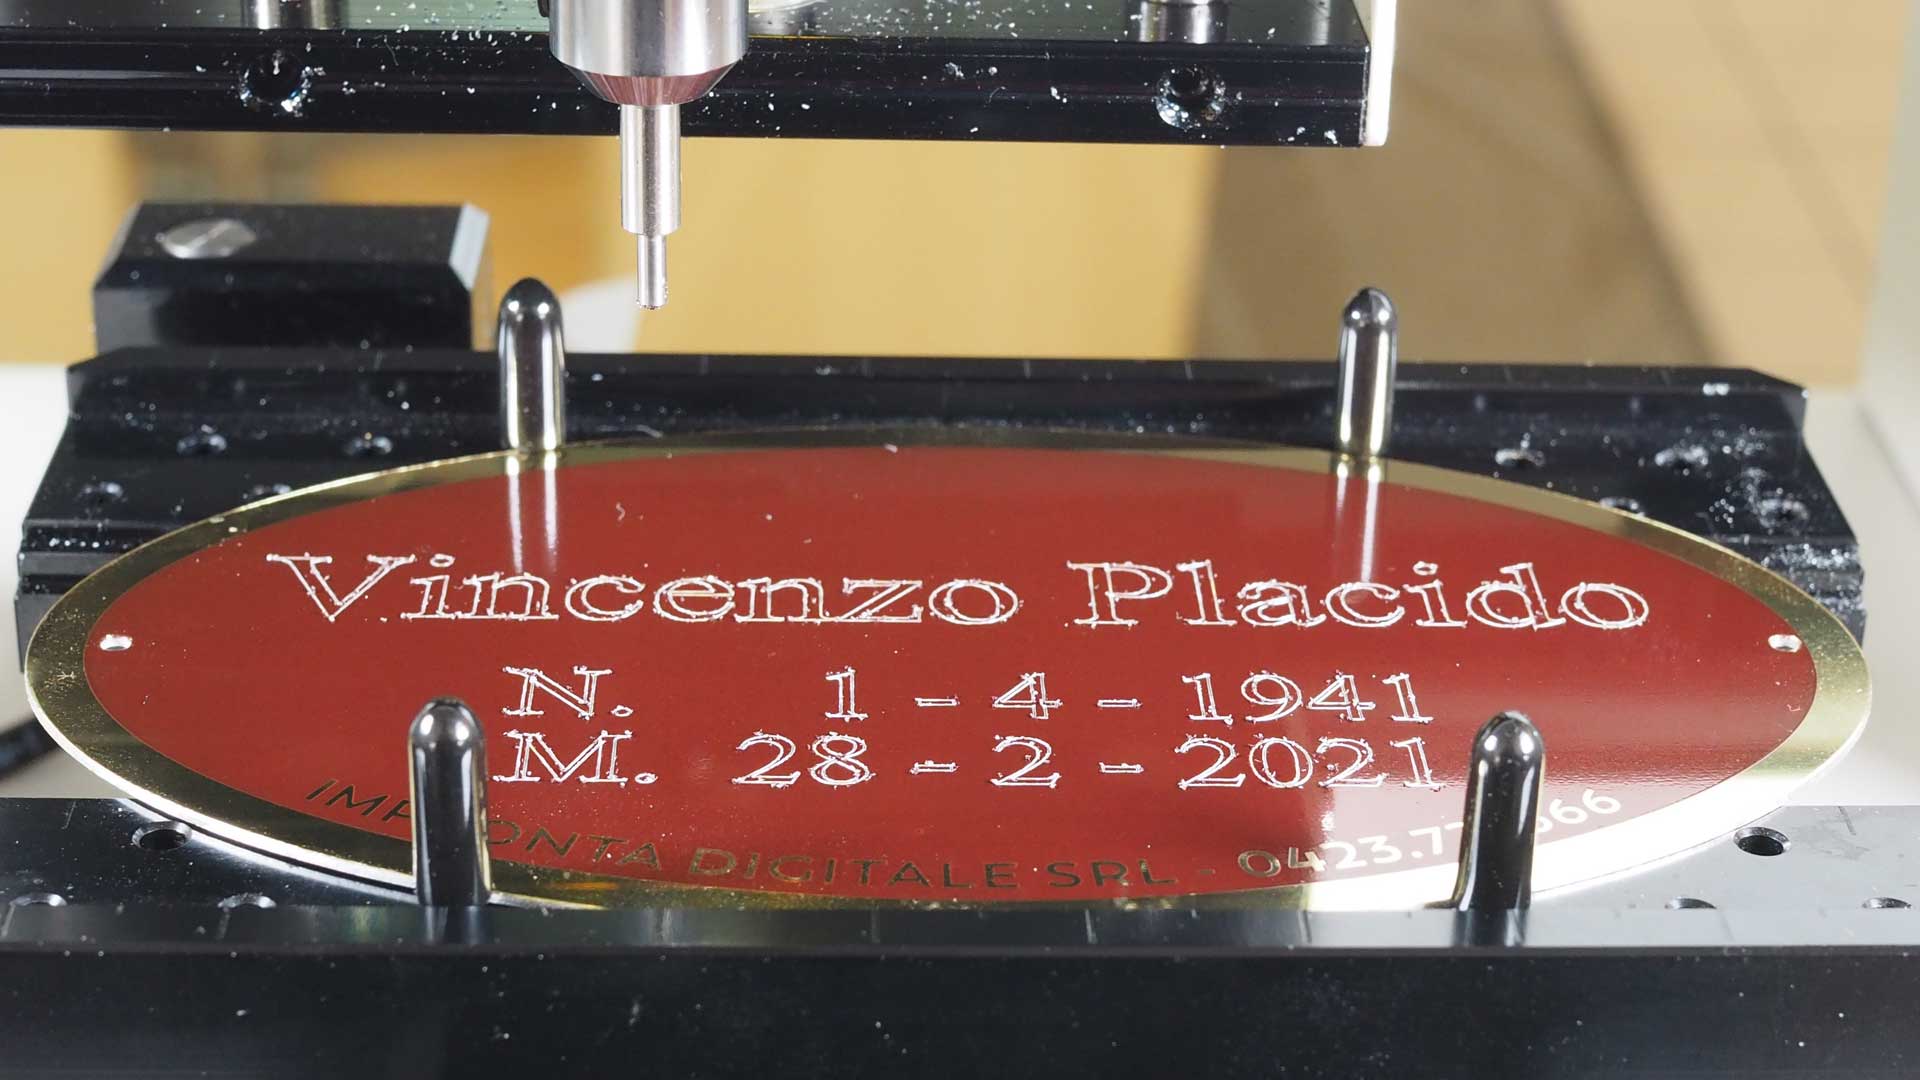 Vincenzo Placido
N. 1 - 4 - 1941
M. 28 - 2 - 2021
DIGITALE SRL -